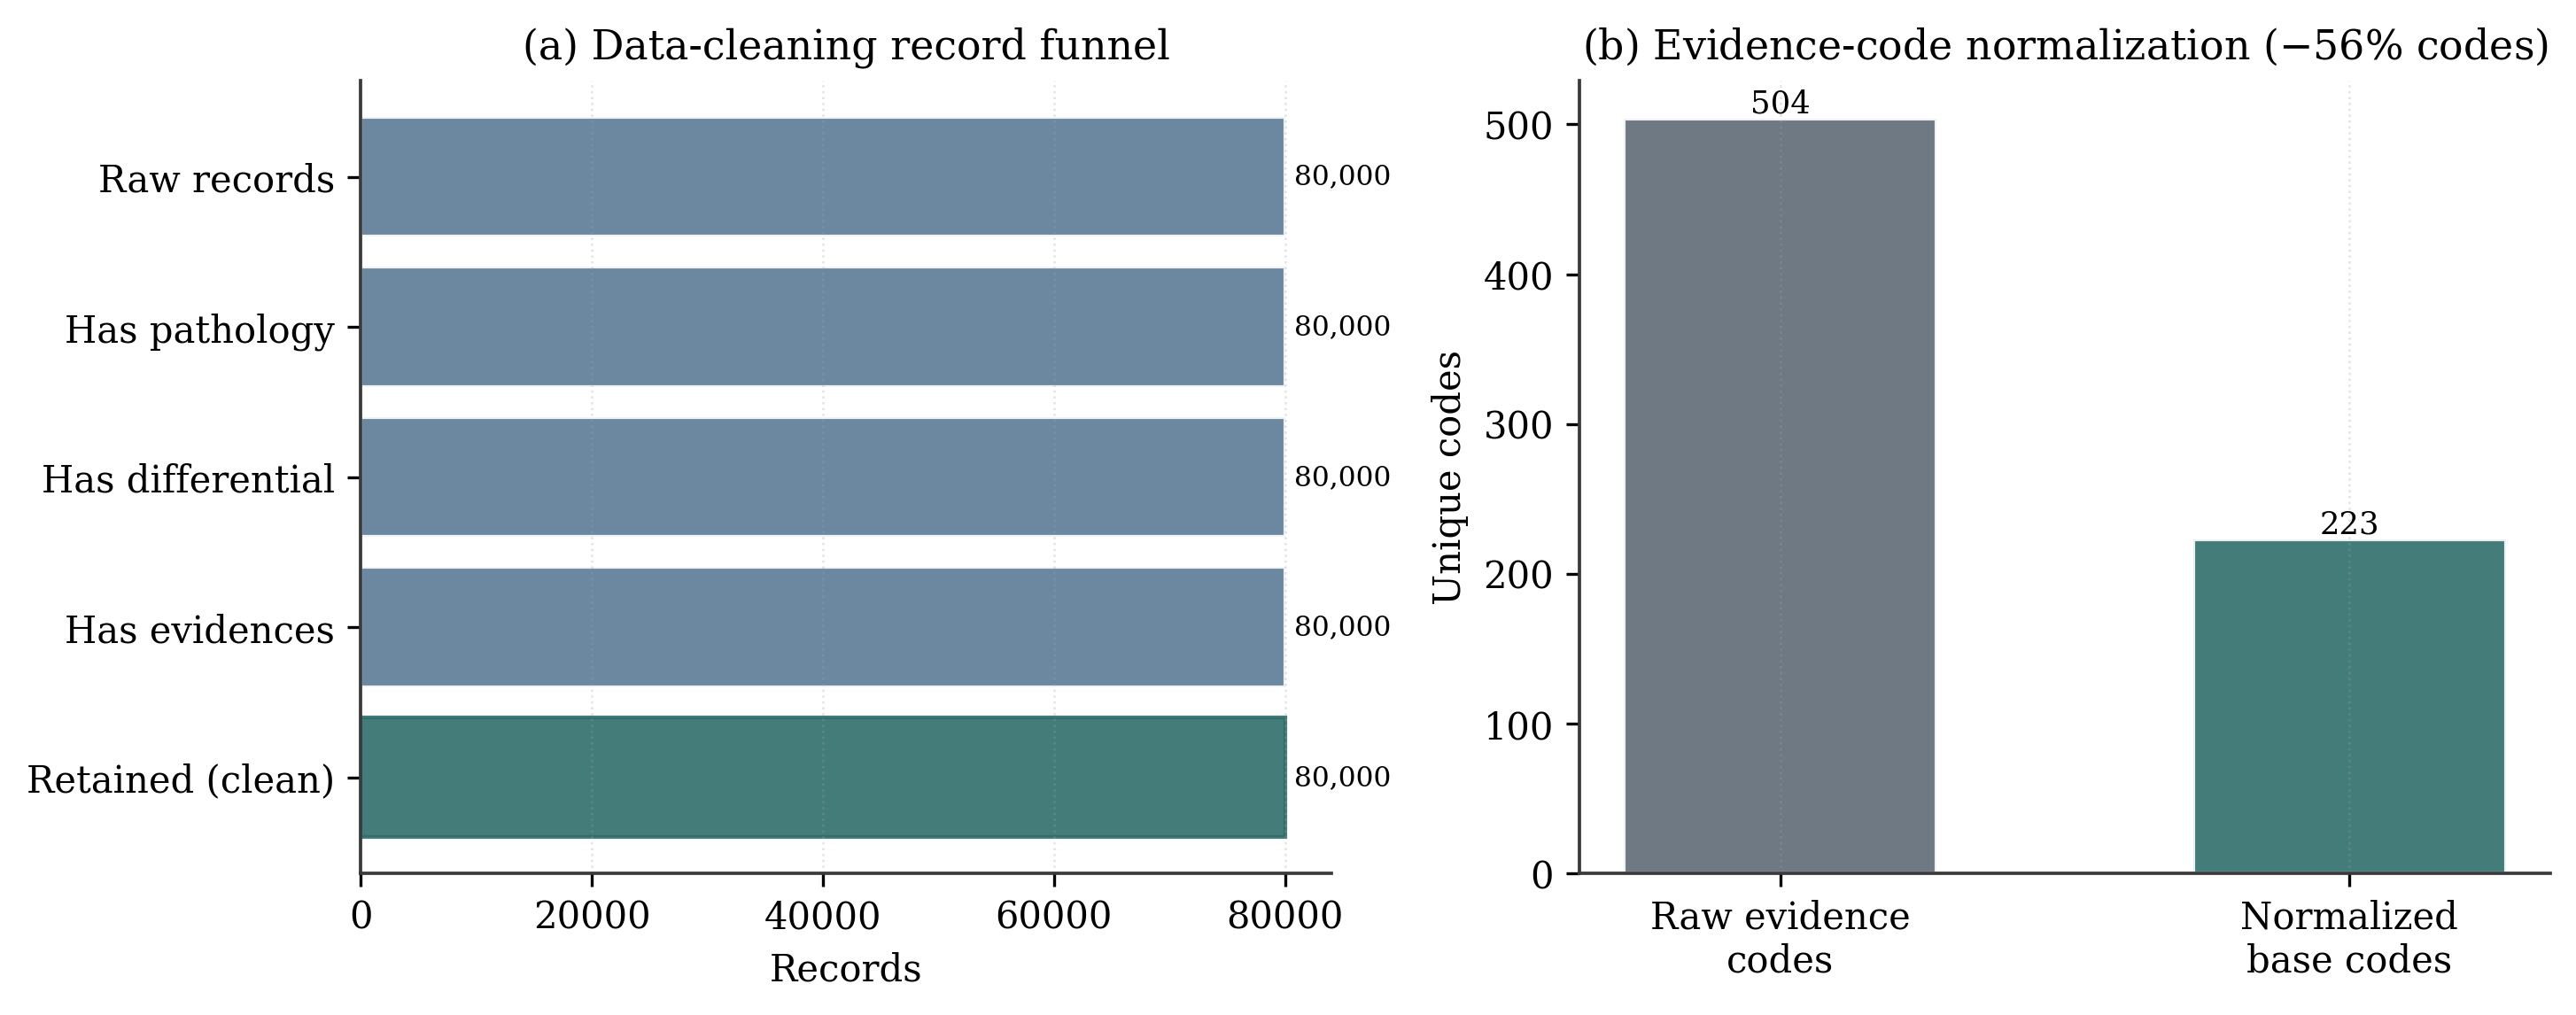 (a) Data-cleaning record funnel
Raw records
80,000
Has pathology
80,000
Has differential
80,000
Has evidences
80,000
Retained (clean)
80,000
0
20000
40000
60000
80000
Records
(b) Evidence-code normalization (−56% codes)
Unique codes
500
400
300
200
100
0
504
223
Raw evidence
codes
Normalized
base codes